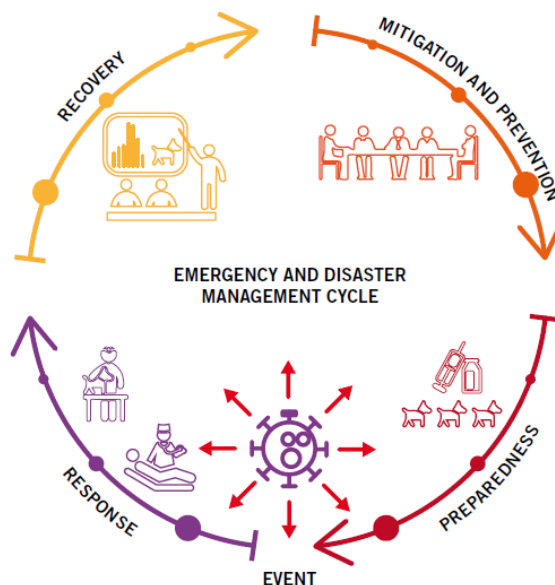 RECOVERY
MITIGATION AND PREVENTION
EMERGENCY AND DISASTER
MANAGEMENT CYCLE
RESPONSE
PREPAREDNESS
EVENT